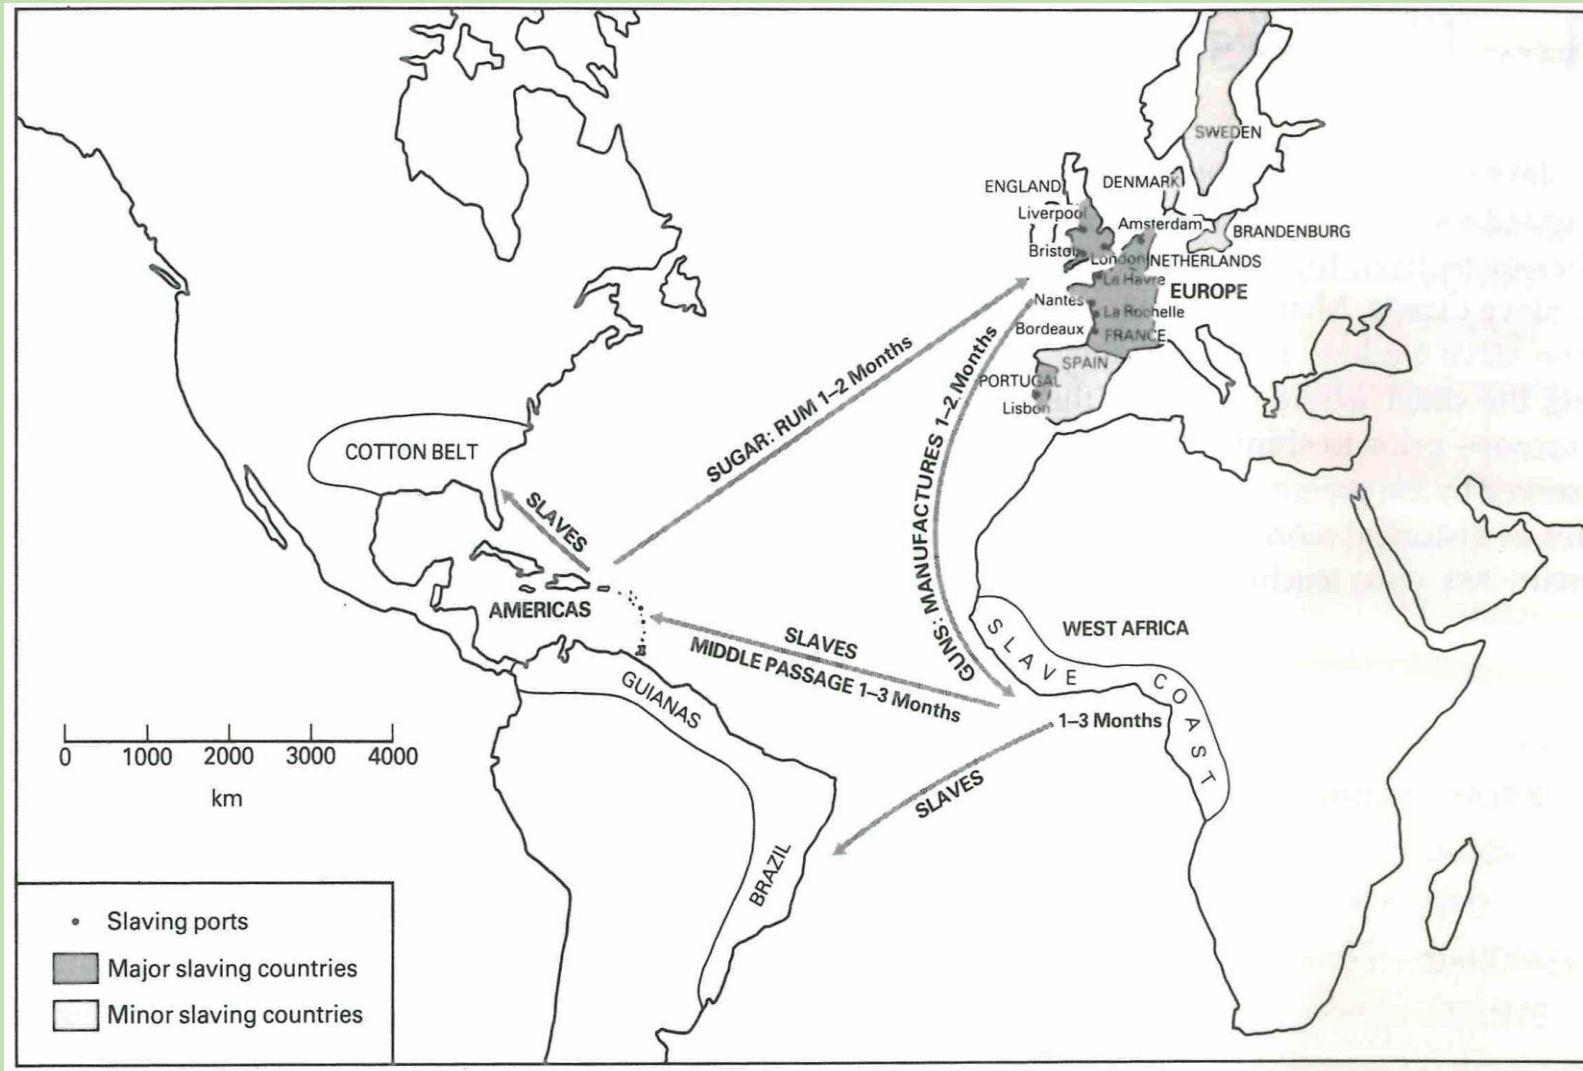 SWEDEN
ENGLAND
DENMARK
Liverpool
Amsterdam
BRANDENBURG
Bristol
London
NETHERLANDS
Le Havre
EUROPE
Nantes
La Rochelle
Bordeaux
FRANCE
SPAIN
PORTUGAL
Lisbon
COTTON BELT
SUGAR: RUM 1–2 Months
GUNS: MANUFACTURES 1–2 Months
SLAVES
AMERICAS
WEST AFRICA
SLAVE COAST
SLAVES
MIDDLE PASSAGE 1–3 Months
GUIANAS
1–3 Months
SLAVES
BRAZIL
0 1000 2000 3000 4000
km
Slaving ports
Major slaving countries
Minor slaving countries